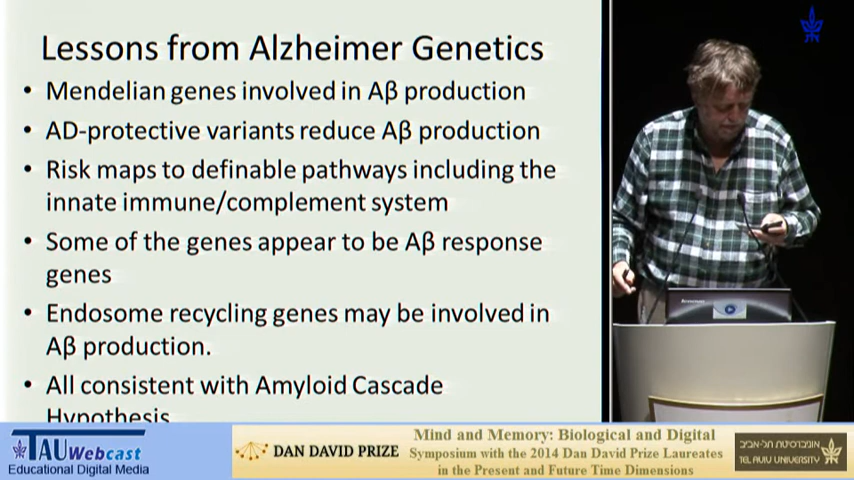 Lessons from Alzheimer Genetics
• Mendelian genes involved in Aβ production
• AD-protective variants reduce Aβ production
• Risk maps to definable pathways including the
innate immune/complement system
• Some of the genes appear to be Aβ response
genes
• Endosome recycling genes may be involved in
Aβ production.
• All consistent with Amyloid Cascade
Hypothesis
lenovo
TAU Webcast
Educational Digital Media
DAN DAVID PRIZE
Mind and Memory: Biological and Digital
Symposium with the 2014 Dan David Prize Laureates
in the Present and Future Time Dimensions
אוניברסיטת תל-אביב
TEL AVIV UNIVERSITY